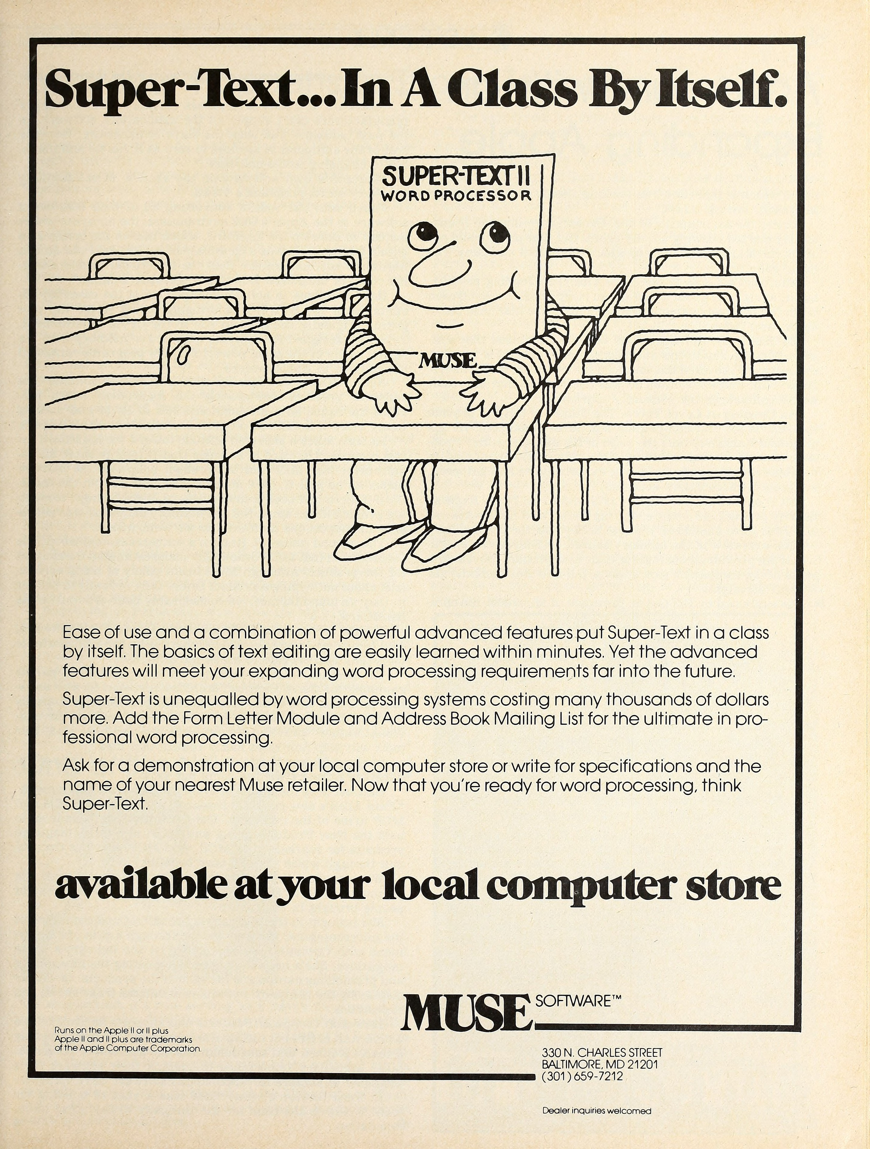 Super-Text... In A Class By Itself.
SUPER-TEXT II
WORD PROCESSOR
MUSE
Ease of use and a combination of powerful advanced features put Super-Text in a class
by itself. The basics of text editing are easily learned within minutes. Yet the advanced
features will meet your expanding word processing requirements far into the future.
Super-Text is unequalled by word processing systems costing many thousands of dollars
more. Add the Form Letter Module and Address Book Mailing List for the ultimate in pro-
fessional word processing.
Ask for a demonstration at your local computer store or write for specifications and the
name of your nearest Muse retailer. Now that you're ready for word processing, think
Super-Text.
available at your local computer store
MUSE SOFTWARE™
Runs on the Apple II or II plus
Apple II and II plus are trademarks
of the Apple Computer Corporation.
330 N. CHARLES STREET
BALTIMORE, MD 21201
(301) 659-7212
Dealer inquiries welcomed